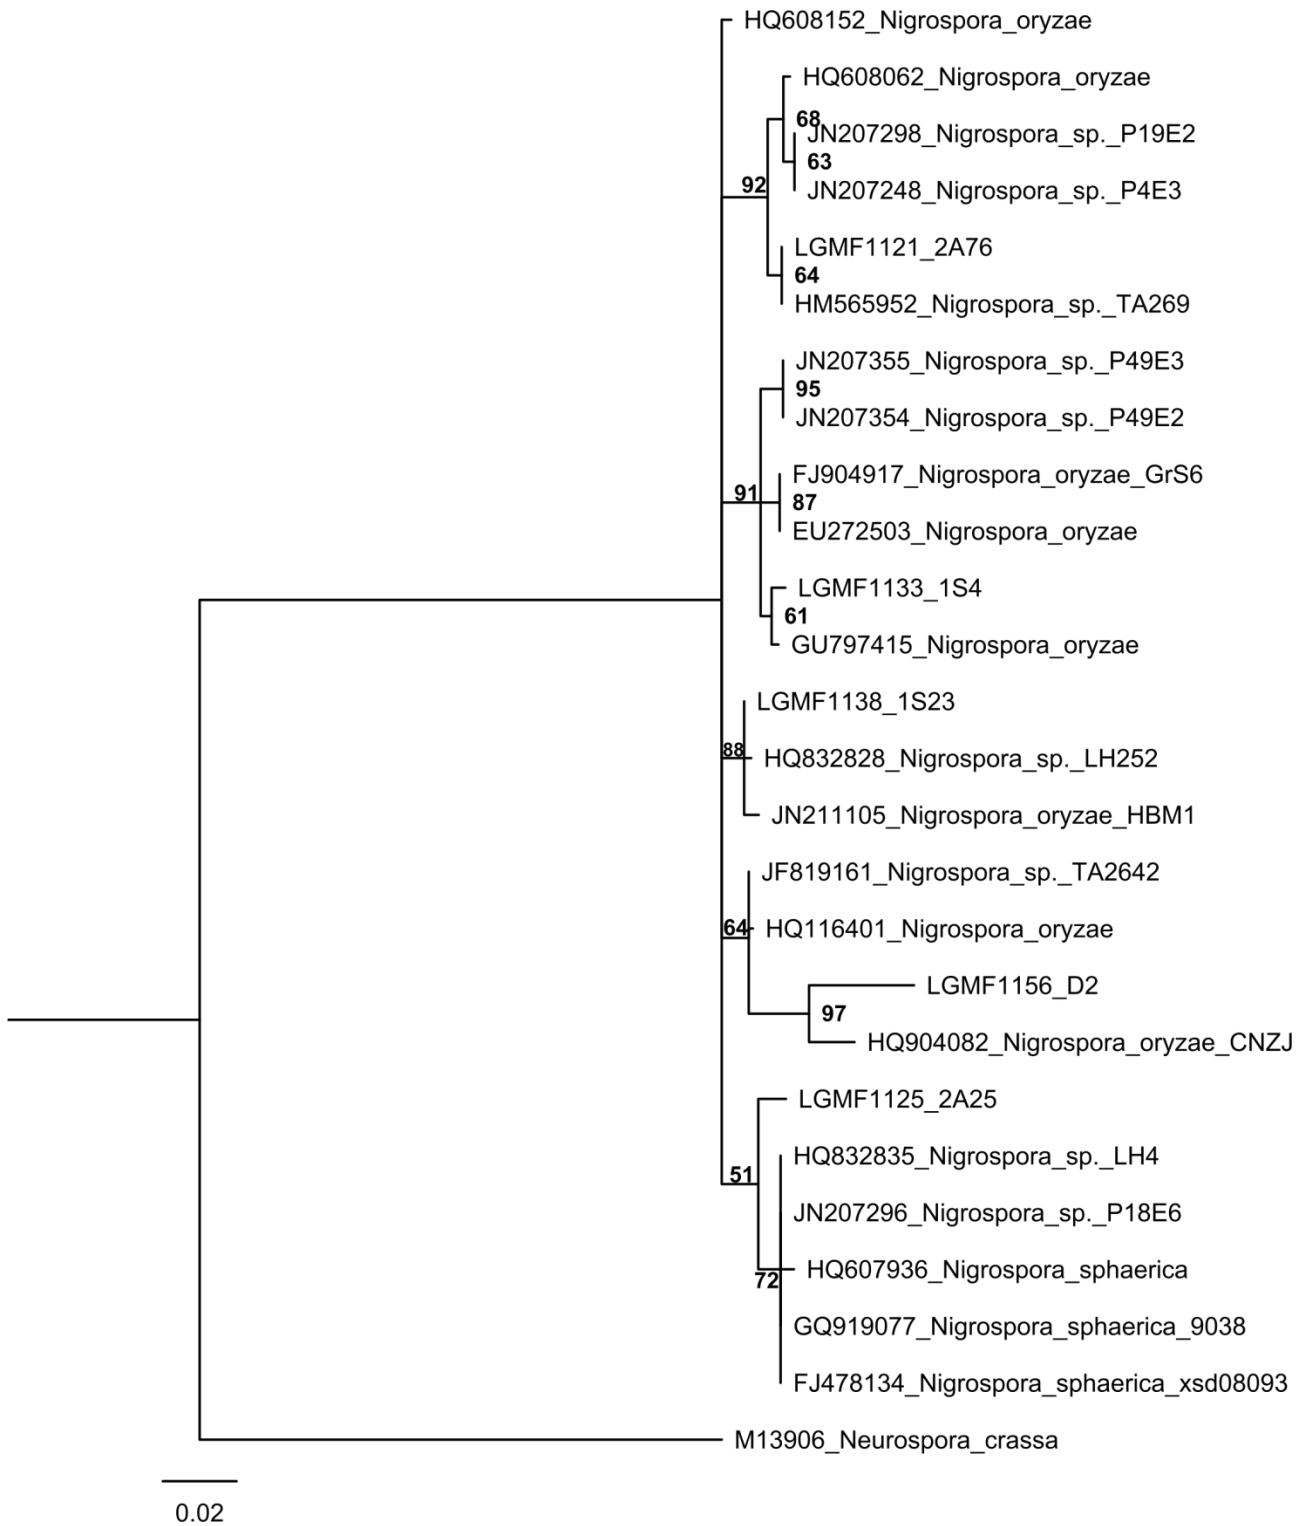 HQ608152_Nigrospora_oryzae
HQ608062_Nigrospora_oryzae
68
JN207298_Nigrospora_sp._P19E2
63
92
JN207248_Nigrospora_sp._P4E3
LGMF1121_2A76
64
HM565952_Nigrospora_sp._TA269
JN207355_Nigrospora_sp._P49E3
95
JN207354_Nigrospora_sp._P49E2
FJ904917_Nigrospora_oryzae_GrS6
91
87
EU272503_Nigrospora_oryzae
LGMF1133_1S4
61
GU797415_Nigrospora_oryzae
LGMF1138_1S23
88
HQ832828_Nigrospora_sp._LH252
JN211105_Nigrospora_oryzae_HBM1
JF819161_Nigrospora_sp._TA2642
64
HQ116401_Nigrospora_oryzae
LGMF1156_D2
97
HQ904082_Nigrospora_oryzae_CNZJ
LGMF1125_2A25
HQ832835_Nigrospora_sp._LH4
51
JN207296_Nigrospora_sp._P18E6
HQ607936_Nigrospora_sphaerica
72
GQ919077_Nigrospora_sphaerica_9038
FJ478134_Nigrospora_sphaerica_xsd08093
M13906_Neurospora_crassa
0.02